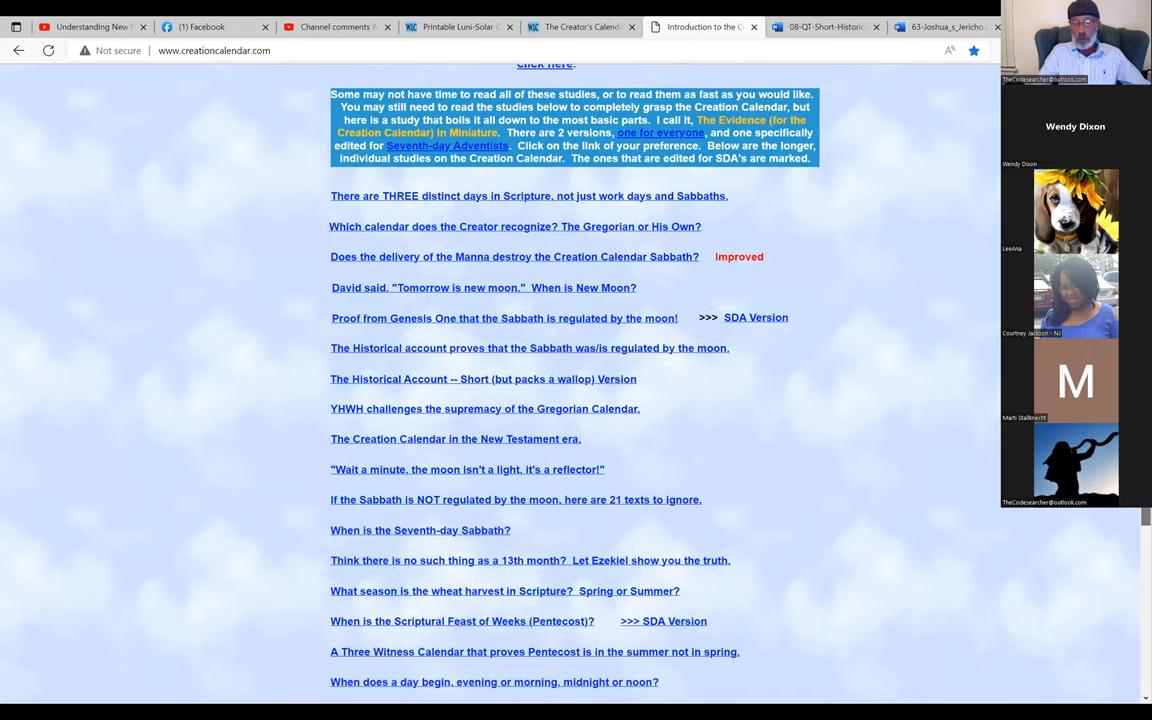 Understanding New
(1) Facebook
Channel comments &
Printable Luni-Solar C
The Creator's Calend
Introduction to the C
08-QT-Short-Historic
63-Joshua_s_Jericho
Not secure
www.creationcalendar.com
click here.
Some may not have time to read all of these studies, or to read them as fast as you would like.
You may still need to read the studies below to completely grasp the Creation Calendar, but
here is a study that boils it all down to the most basic parts. I call it, The Evidence (for the
Creation Calendar) In Miniature. There are 2 versions, one for everyone, and one specifically
edited for Seventh-day Adventists. Click on the link of your preference. Below are the longer,
individual studies on the Creation Calendar. The ones that are edited for SDA's are marked.
There are THREE distinct days in Scripture, not just work days and Sabbaths.
Which calendar does the Creator recognize? The Gregorian or His Own?
Does the delivery of the Manna destroy the Creation Calendar Sabbath? Improved
David said, "Tomorrow is new moon." When is New Moon?
Proof from Genesis One that the Sabbath is regulated by the moon! >>> SDA Version
The Historical account proves that the Sabbath was/is regulated by the moon.
The Historical Account -- Short (but packs a wallop) Version
YHWH challenges the supremacy of the Gregorian Calendar.
The Creation Calendar in the New Testament era.
"Wait a minute, the moon isn't a light, it's a reflector!"
If the Sabbath is NOT regulated by the moon, here are 21 texts to ignore.
When is the Seventh-day Sabbath?
Think there is no such thing as a 13th month? Let Ezekiel show you the truth.
What season is the wheat harvest in Scripture? Spring or Summer?
When is the Scriptural Feast of Weeks (Pentecost)? >>> SDA Version
A Three Witness Calendar that proves Pentecost is in the summer not in spring.
When does a day begin, evening or morning, midnight or noon?
TheCodesearcher@outlook.com
Wendy Dixon
Wendy Dixon
LeeAna
Courtney Jackson - NJ
M
Marti Stallknecht
TheCodesearcher@outlook.com